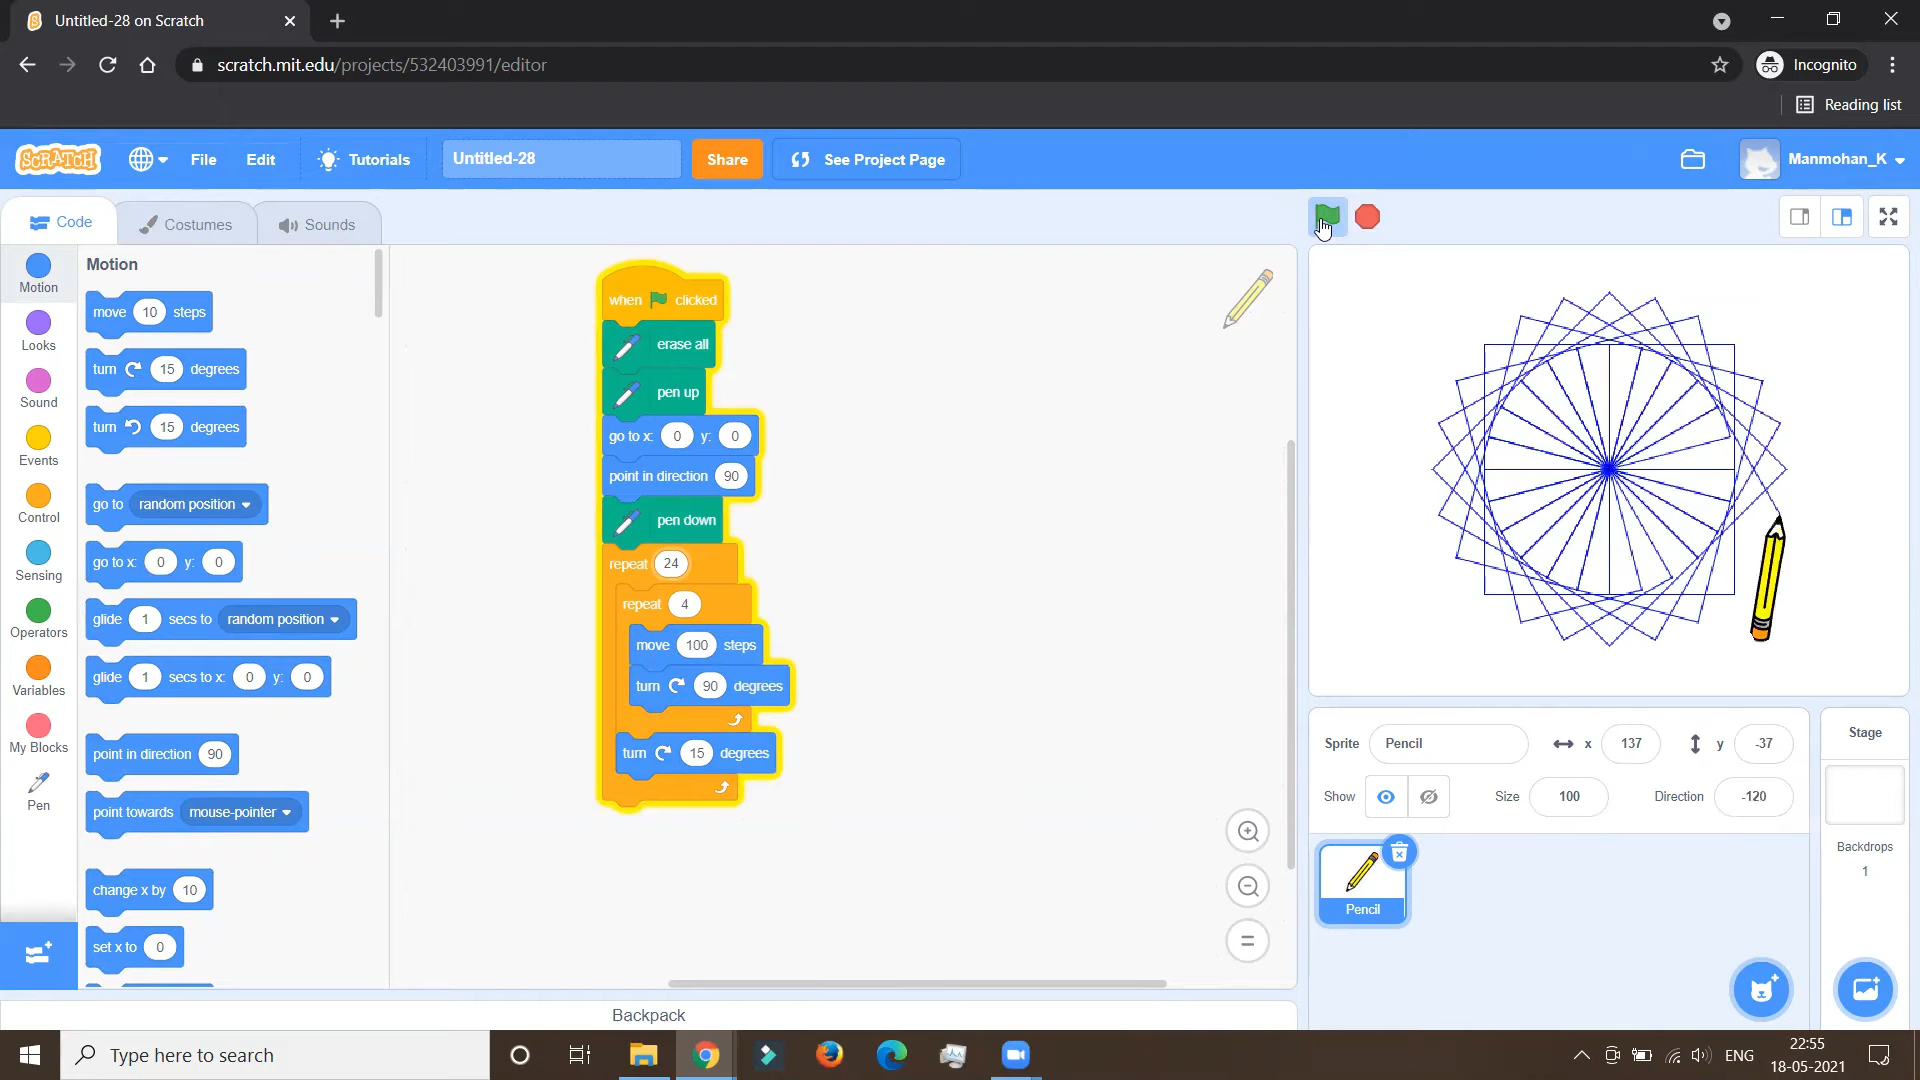 Untitled-28 on Scratch
scratch.mit.edu/projects/532403991/editor
Incognito
Reading list
SCRATCH
File
Edit
Tutorials
Untitled-28
Share
See Project Page
Manmohan_K
Code
Costumes
Sounds
Motion
Looks
Sound
Events
Control
Sensing
Operators
Variables
My Blocks
Pen
Motion
move 10 steps
turn 15 degrees
turn 15 degrees
go to random position
go to x: 0 y: 0
glide 1 secs to random position
glide 1 secs to x: 0 y: 0
point in direction 90
point towards mouse-pointer
change x by 10
set x to 0
when clicked
erase all
pen up
go to x: 0 y: 0
point in direction 90
pen down
repeat 24
repeat 4
move 100 steps
turn 90 degrees
turn 15 degrees
Sprite Pencil x 137 y -37
Show Size 100 Direction -120
Pencil
Stage
Backdrops
1
Backpack
Type here to search
ENG
22:55
18-05-2021